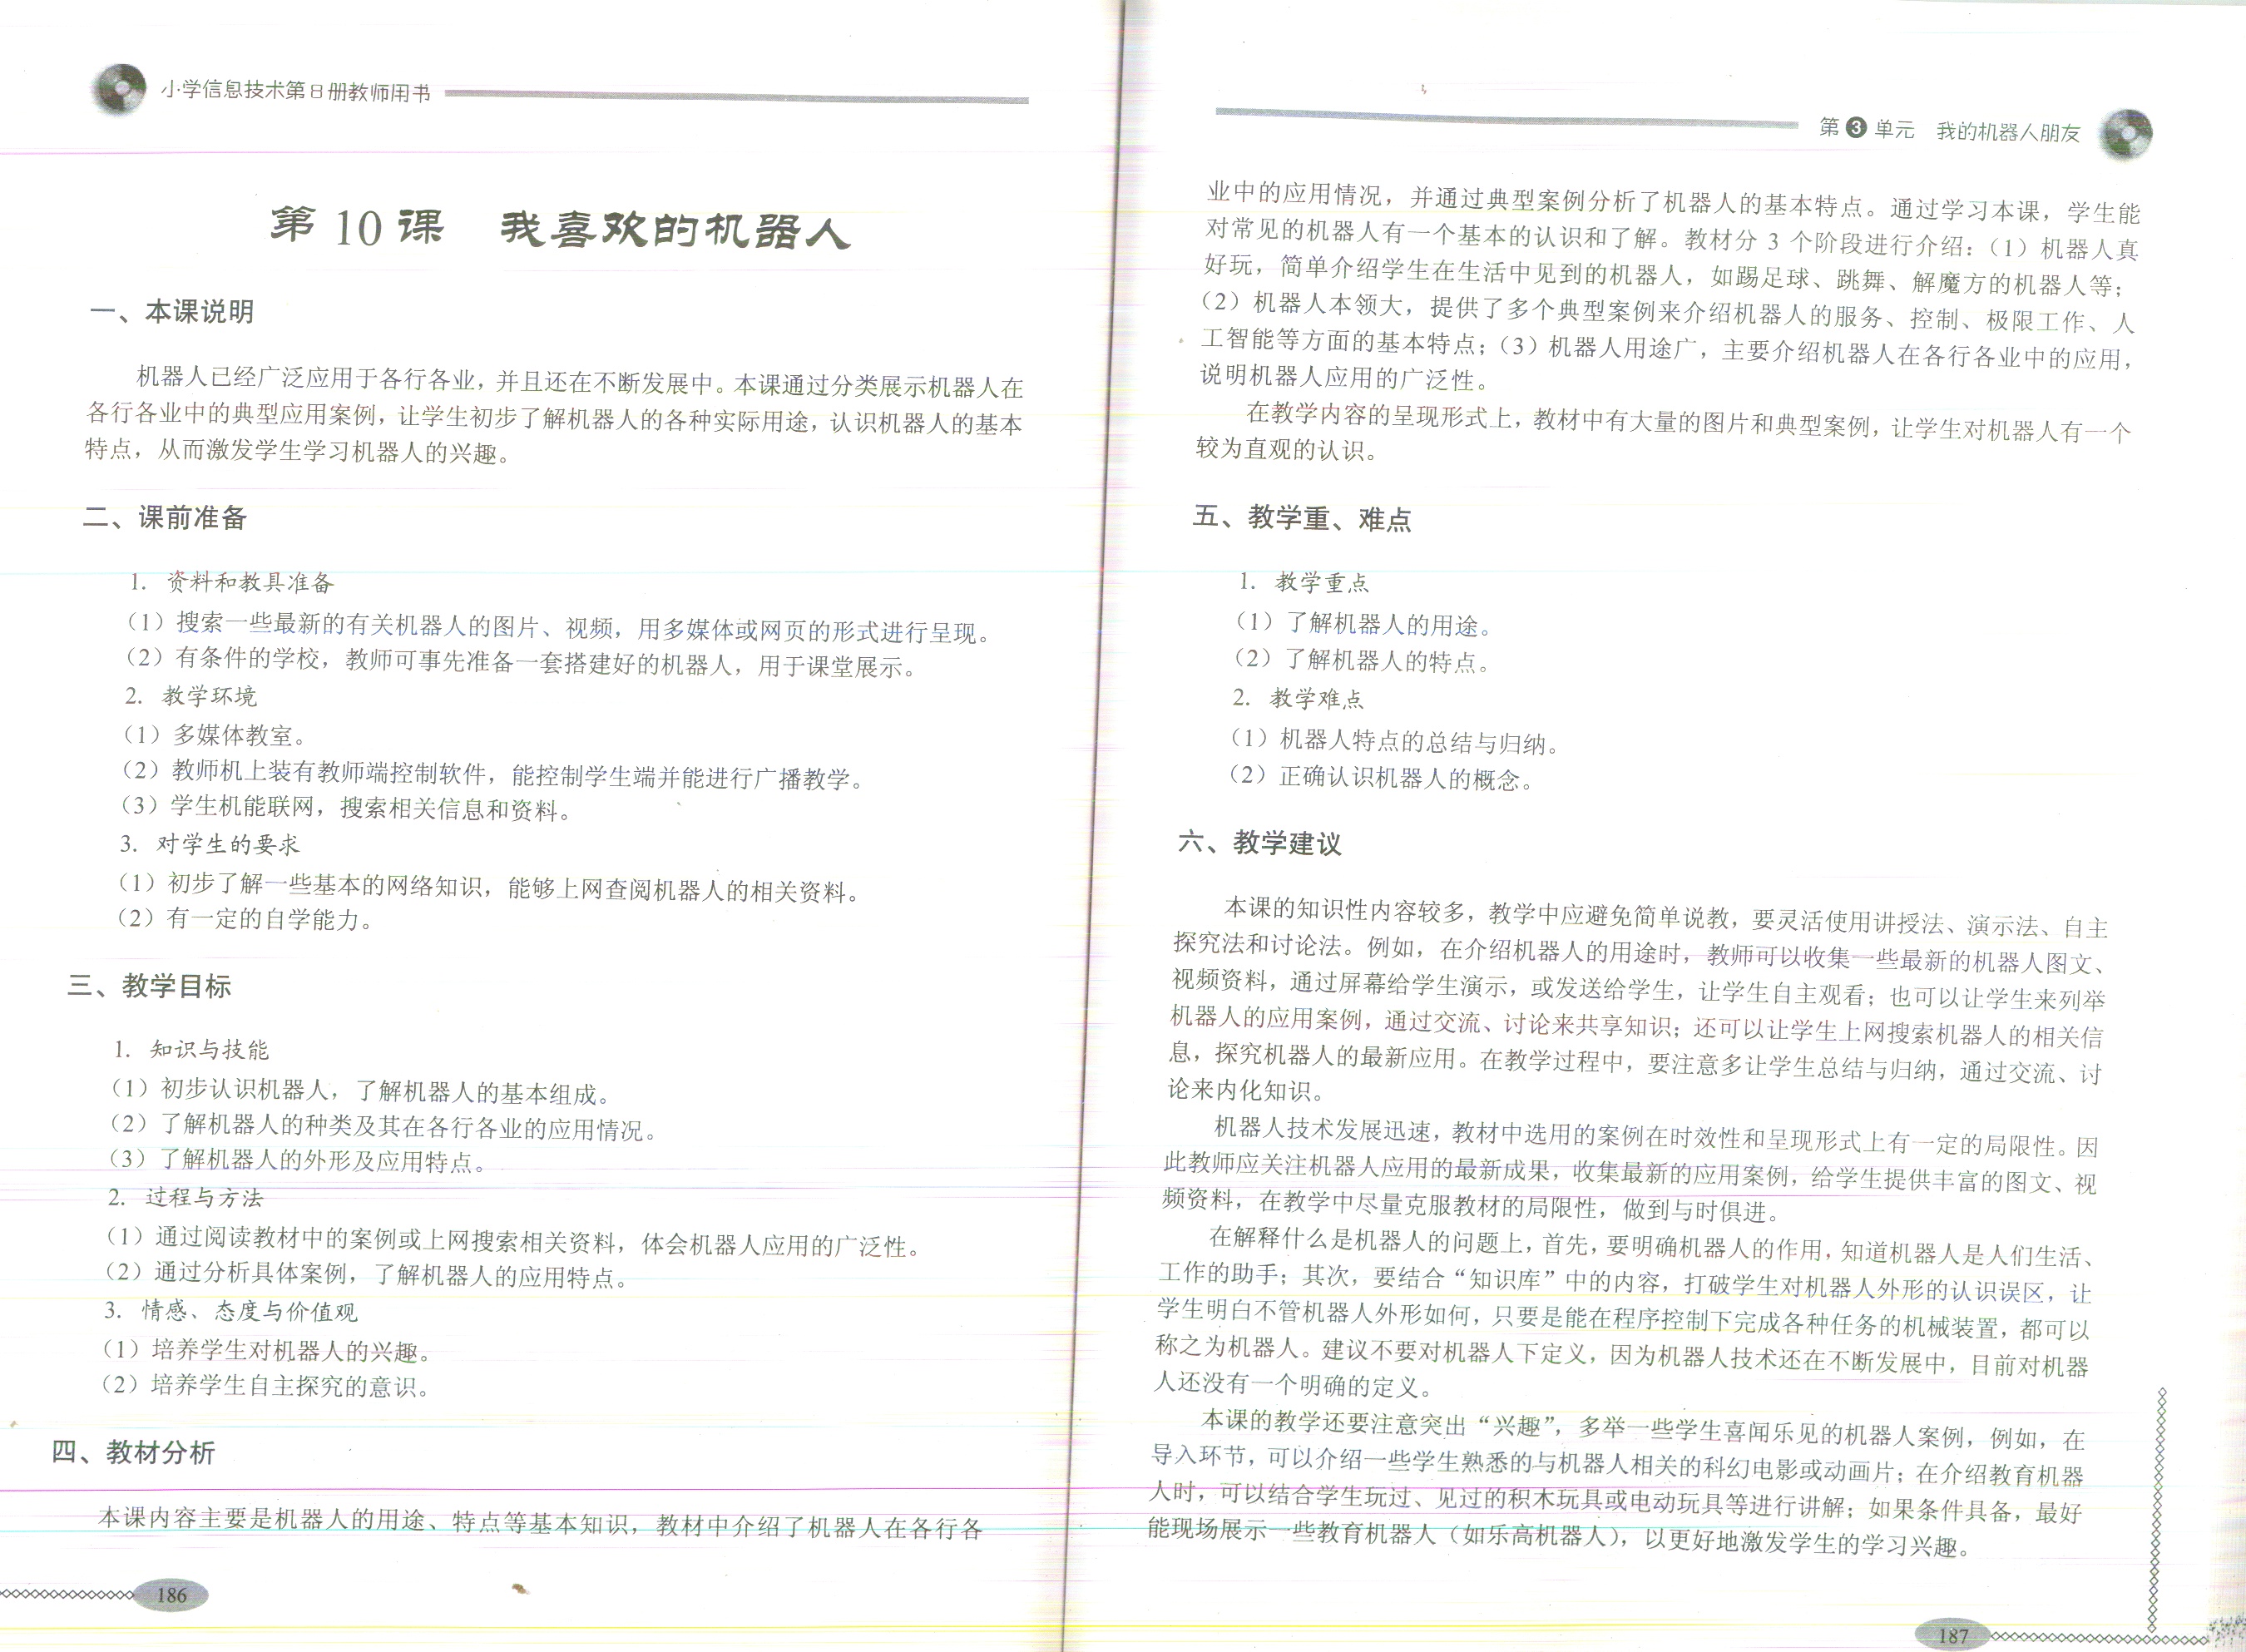 小学信息技术第8册教师用书
第 10 课 我喜欢的机器人
一、本课说明
机器人已经广泛应用于各行各业，并且还在不断发展中。本课通过分类展示机器人在
各行各业中的典型应用案例，让学生初步了解机器人的各种实际用途，认识机器人的基本
特点，从而激发学生学习机器人的兴趣。
二、课前准备
1. 资料和教具准备
（1）搜索一些最新的有关机器人的图片、视频，用多媒体或网页的形式进行呈现。
（2）有条件的学校，教师可事先准备一套搭建好的机器人，用于课堂展示。
2. 教学环境
（1）多媒体教室。
（2）教师机上装有教师端控制软件，能控制学生端并能进行广播教学。
（3）学生机能联网，搜索相关信息和资料。
3. 对学生的要求
（1）初步了解一些基本的网络知识，能够上网查阅机器人的相关资料。
（2）有一定的自学能力。
三、教学目标
1. 知识与技能
（1）初步认识机器人，了解机器人的基本组成。
（2）了解机器人的种类及其在各行各业的应用情况。
（3）了解机器人的外形及应用特点。
2. 过程与方法
（1）通过阅读教材中的案例或上网搜索相关资料，体会机器人应用的广泛性。
（2）通过分析具体案例，了解机器人的应用特点。
3. 情感、态度与价值观
（1）培养学生对机器人的兴趣。
（2）培养学生自主探究的意识。
四、教材分析
本课内容主要是机器人的用途、特点等基本知识，教材中介绍了机器人在各行各
186
第 3 单元 我的机器人朋友
业中的应用情况，并通过典型案例分析了机器人的基本特点。通过学习本课，学生能
对常见的机器人有一个基本的认识和了解。教材分 3 个阶段进行介绍：（1）机器人真
好玩，简单介绍学生在生活中见到的机器人，如踢足球、跳舞、解魔方的机器人等；
（2）机器人本领大，提供了多个典型案例来介绍机器人的服务、控制、极限工作、人
工智能等方面的基本特点；（3）机器人用途广，主要介绍机器人在各行各业中的应用，
说明机器人应用的广泛性。
在教学内容的呈现形式上，教材中有大量的图片和典型案例，让学生对机器人有一个
较为直观的认识。
五、教学重、难点
1. 教学重点
（1）了解机器人的用途。
（2）了解机器人的特点。
2. 教学难点
（1）机器人特点的总结与归纳。
（2）正确认识机器人的概念。
六、教学建议
本课的知识性内容较多，教学中应避免简单说教，要灵活使用讲授法、演示法、自主
探究法和讨论法。例如，在介绍机器人的用途时，教师可以收集一些最新的机器人图文、
视频资料，通过屏幕给学生演示，或发送给学生，让学生自主观看；也可以让学生来列举
机器人的应用案例，通过交流、讨论来共享知识；还可以让学生上网搜索机器人的相关信
息，探究机器人的最新应用。在教学过程中，要注意多让学生总结与归纳，通过交流、讨
论来内化知识。
机器人技术发展迅速，教材中选用的案例在时效性和呈现形式上有一定的局限性。因
此教师应关注机器人应用的最新成果，收集最新的应用案例，给学生提供丰富的图文、视
频资料，在教学中尽量克服教材的局限性，做到与时俱进。
在解释什么是机器人的问题上，首先，要明确机器人的作用，知道机器人是人们生活、
工作的助手；其次，要结合“知识库”中的内容，打破学生对机器人外形的认识误区，让
学生明白不管机器人外形如何，只要是能在程序控制下完成各种任务的机械装置，都可以
称之为机器人。建议不要对机器人下定义，因为机器人技术还在不断发展中，目前对机器
人还没有一个明确的定义。
本课的教学还要注意突出“兴趣”，多举一些学生喜闻乐见的机器人案例，例如，在
导入环节，可以介绍一些学生熟悉的与机器人相关的科幻电影或动画片；在介绍教育机器
人时，可以结合学生玩过、见过的积木玩具或电动玩具等进行讲解；如果条件具备，最好
能现场展示一些教育机器人（如乐高机器人），以更好地激发学生的学习兴趣。
187